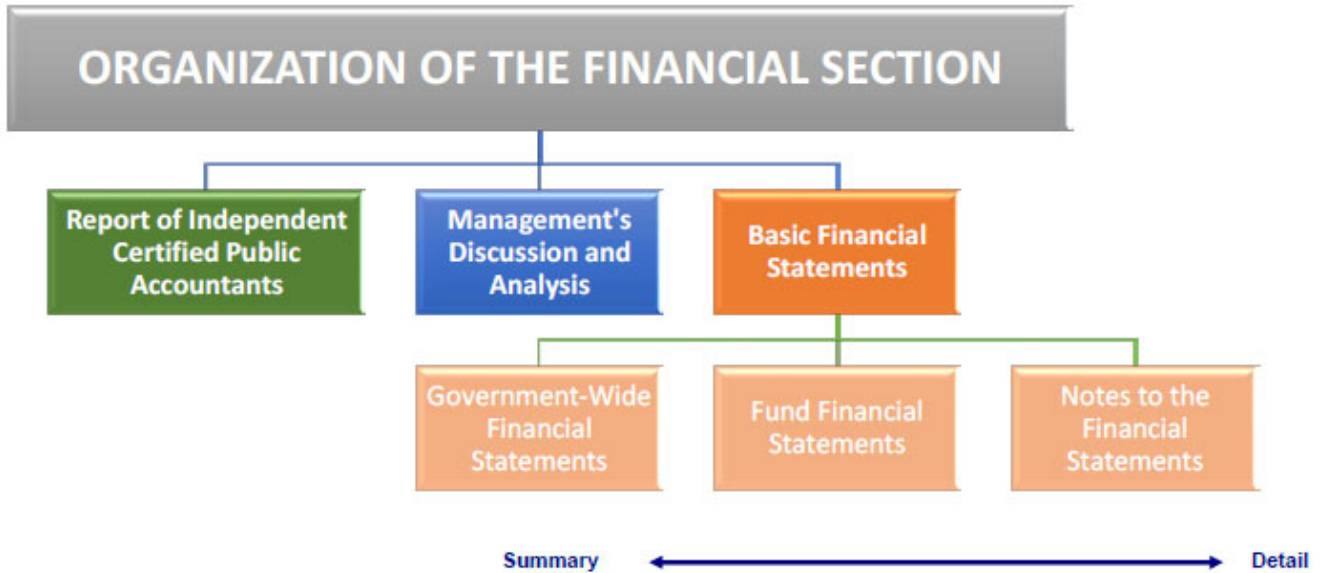 ORGANIZATION OF THE FINANCIAL SECTION
Report of Independent
Certified Public
Accountants
Management's
Discussion and
Analysis
Basic Financial
Statements
Government-Wide
Financial
Statements
Fund Financial
Statements
Notes to the
Financial
Statements
Summary
Detail